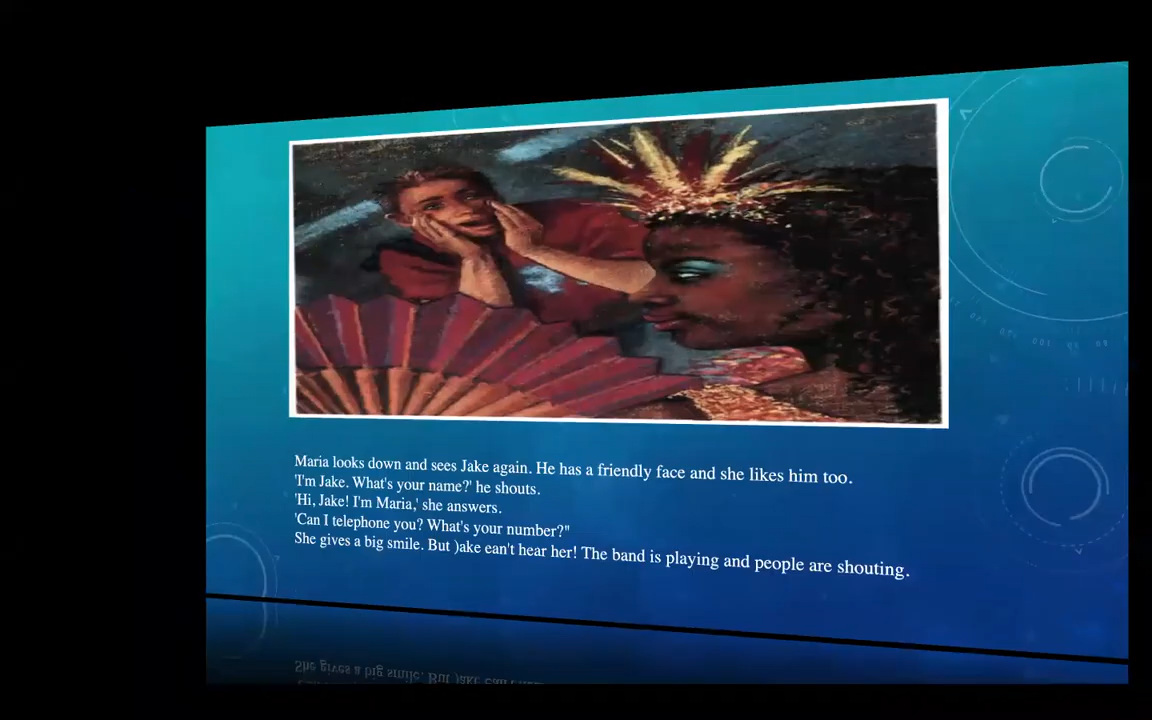 Maria looks down and sees Jake again. He has a friendly face and she likes him too.
'I'm Jake. What's your name?' he shouts.
'Hi, Jake! I'm Maria,' she answers.
'Can I telephone you? What's your number?"
She gives a big smile. But )ake ean't hear her! The band is playing and people are shouting.